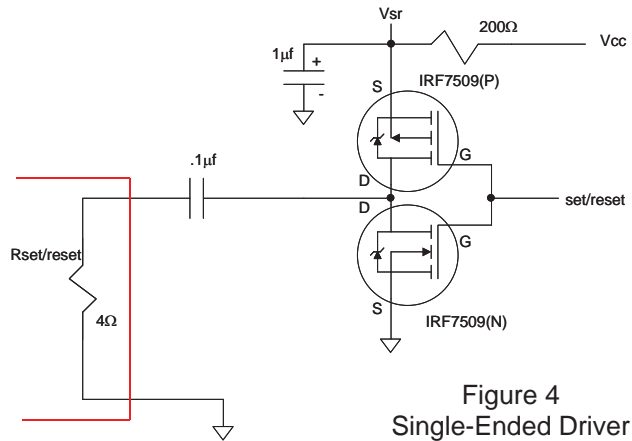 Vsr
200Ω
Vcc
1µf
+
-
S
IRF7509(P)
G
D
.1µf
D
set/reset
G
Rset/reset
4Ω
S
IRF7509(N)
Figure 4
Single-Ended Driver